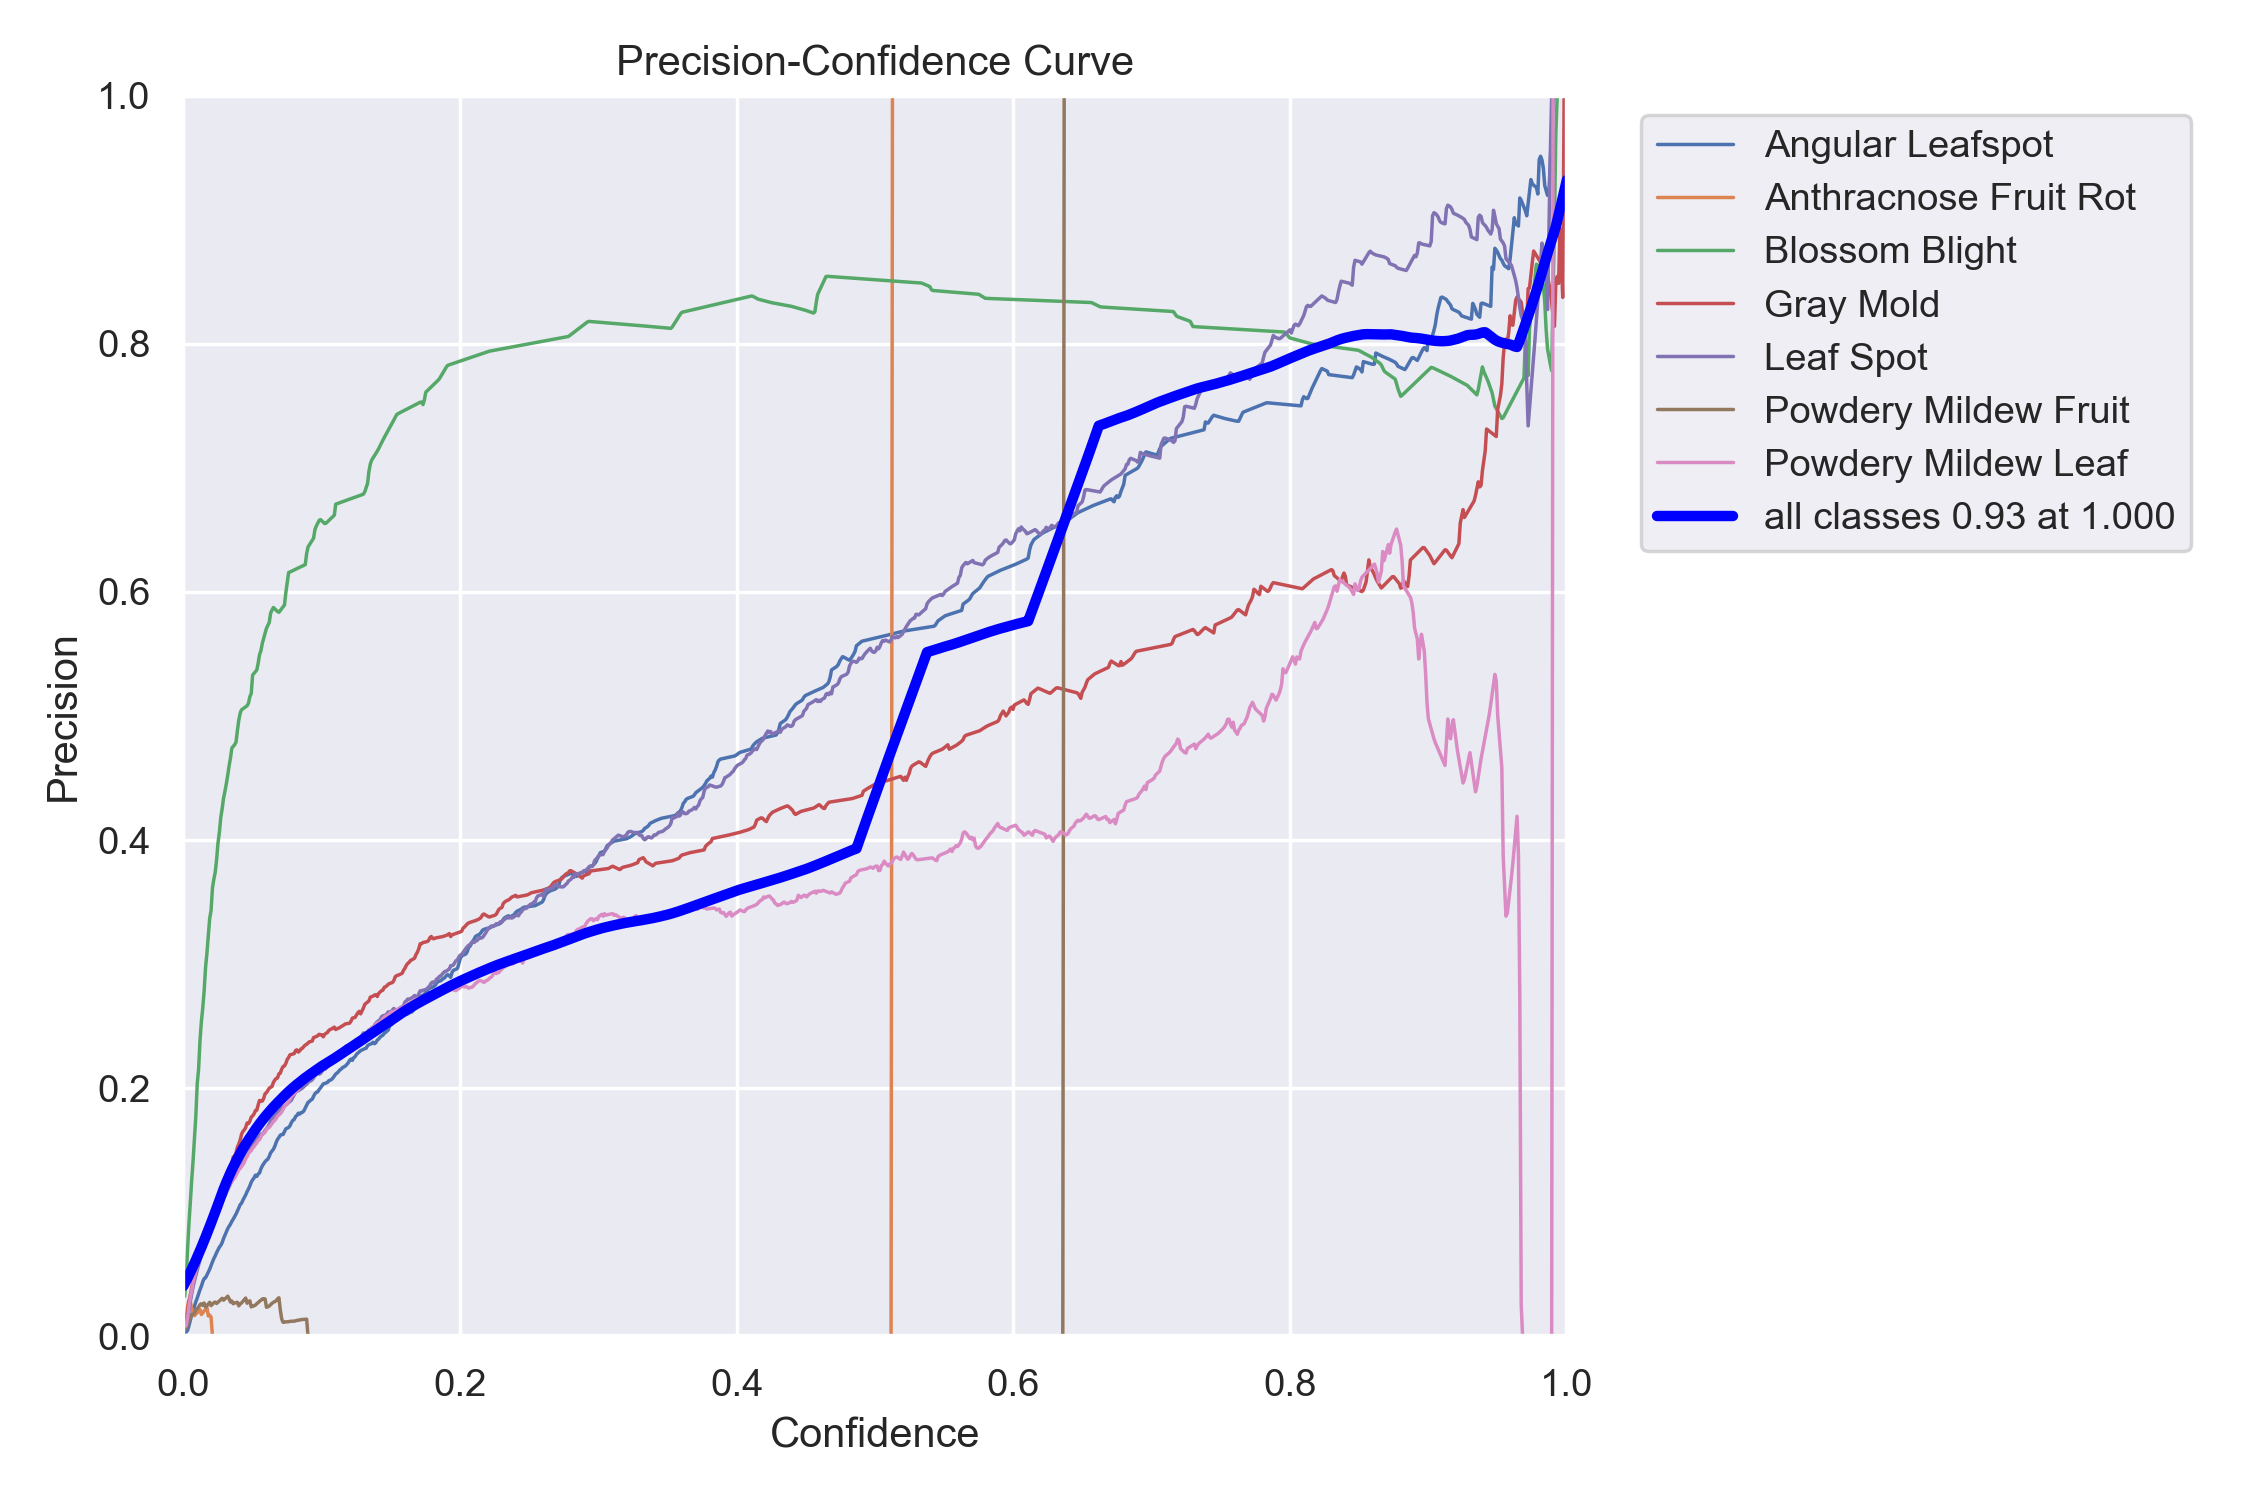 Precision-Confidence Curve
1.0
0.8
0.6
0.4
0.2
0.0
Precision
0.0 0.2 0.4 0.6 0.8 1.0
Confidence
Angular Leafspot
Anthracnose Fruit Rot
Blossom Blight
Gray Mold
Leaf Spot
Powdery Mildew Fruit
Powdery Mildew Leaf
all classes 0.93 at 1.000